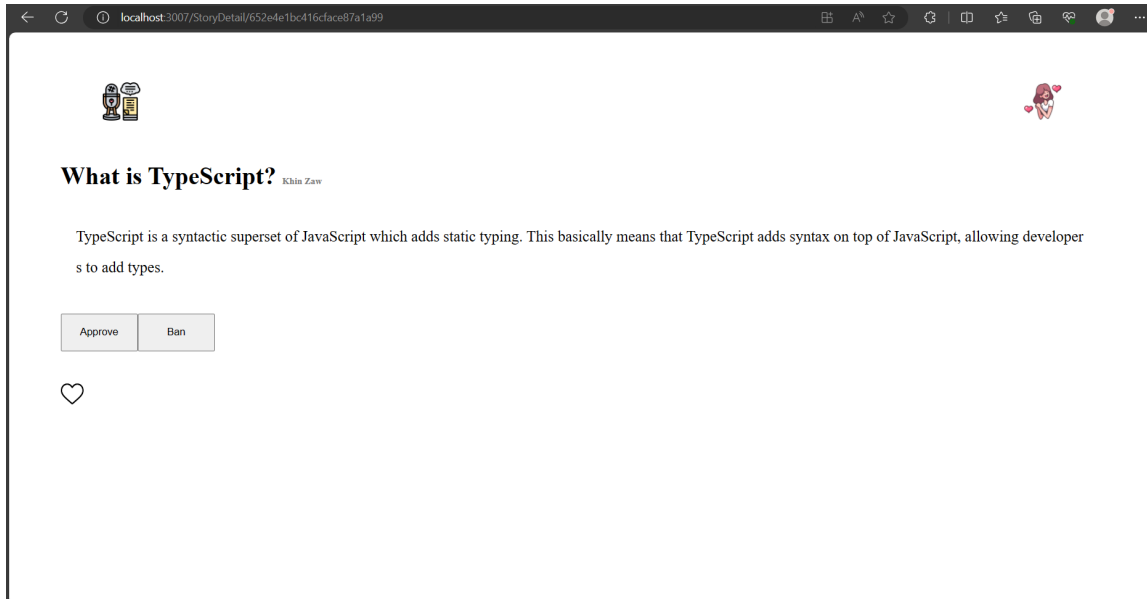 localhost:3007/StoryDetail/652e4e1bc416cface87a1a99
What is TypeScript? Khin Zaw
TypeScript is a syntactic superset of JavaScript which adds static typing. This basically means that TypeScript adds syntax on top of JavaScript, allowing developer
s to add types.
Approve Ban